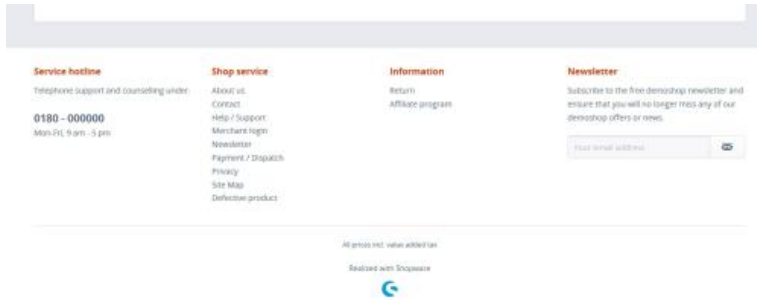 Service hotline
Telephone support and counselling under:
0180 - 000000
Mon-Fri, 9 am - 5 pm
Shop service
About us
Contact
Help / Support
Merchant login
Newsletter
Payment / Dispatch
Privacy
Site Map
Defective product
Information
Return
Affiliate program
Newsletter
Subscribe to the free demoshop newsletter and
ensure that you will no longer miss any of our
demoshop offers or news.
Your email address
All prices incl. value added tax
Realized with Shopware